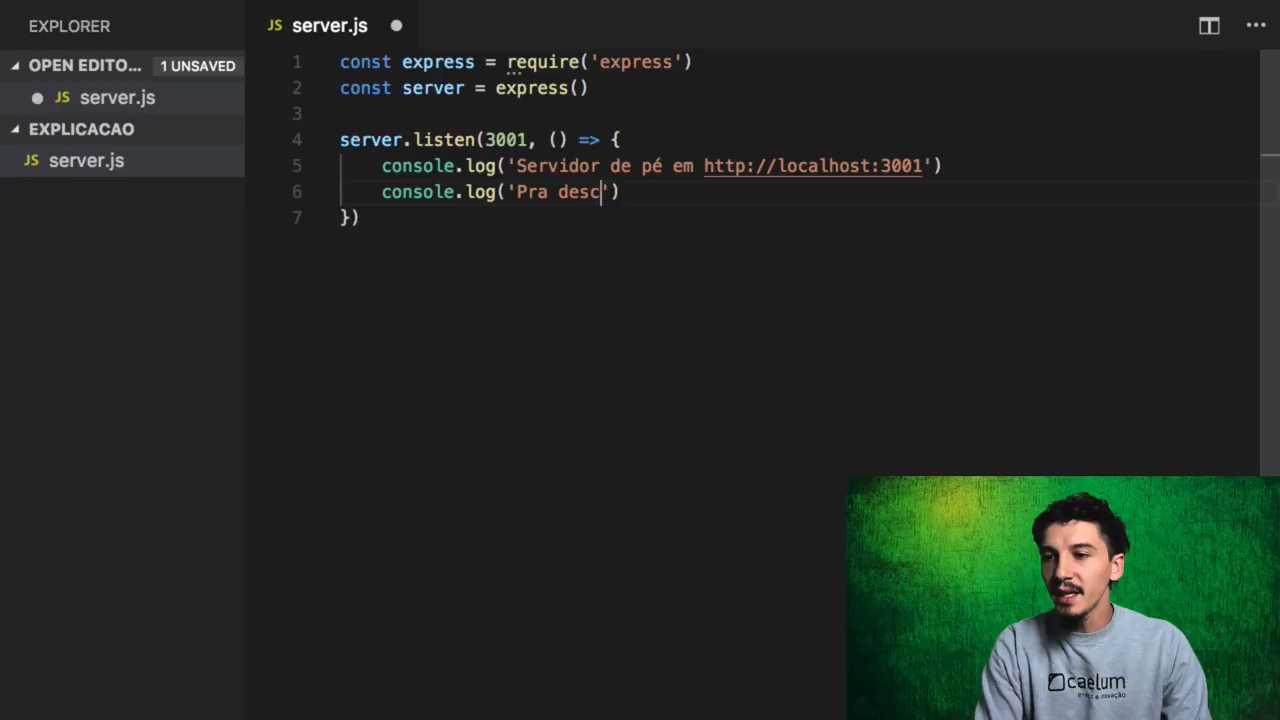 EXPLORER
OPEN EDITO... 1 UNSAVED
JS server.js
EXPLICACAO
JS server.js
JS server.js
1 const express = require('express')
2 const server = express()
3
4 server.listen(3001, () => {
5 console.log('Servidor de pé em http://localhost:3001')
6 console.log('Pra desc')
7 })
caelum
ensino e inovação